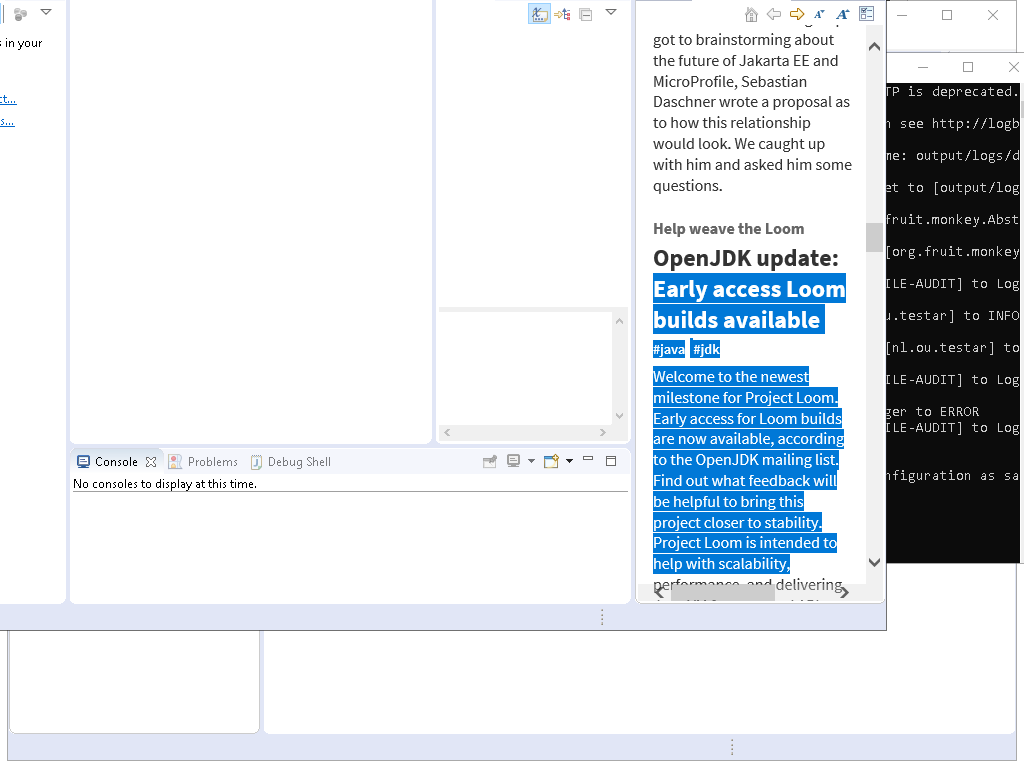 s in your
ct...
s...
got to brainstorming about
the future of Jakarta EE and
MicroProfile, Sebastian
Daschner wrote a proposal as
to how this relationship
would look. We caught up
with him and asked him some
questions.
Help weave the Loom
OpenJDK update:
Early access Loom
builds available
#java #jdk
Welcome to the newest
milestone for Project Loom.
Early access for Loom builds
are now available, according
to the OpenJDK mailing list.
Find out what feedback will
be helpful to bring this
project closer to stability.
Project Loom is intended to
help with scalability,
performance, and delivering
Console
Problems
Debug Shell
No consoles to display at this time.
TP is deprecated.
n see http://logb
me: output/logs/d
et to [output/log
fruit.monkey.Abst
[org.fruit.monkey
ILE-AUDIT] to Log
u.testar] to INFO
[nl.ou.testar] to
ILE-AUDIT] to Log
ger to ERROR
ILE-AUDIT] to Log
nfiguration as sa